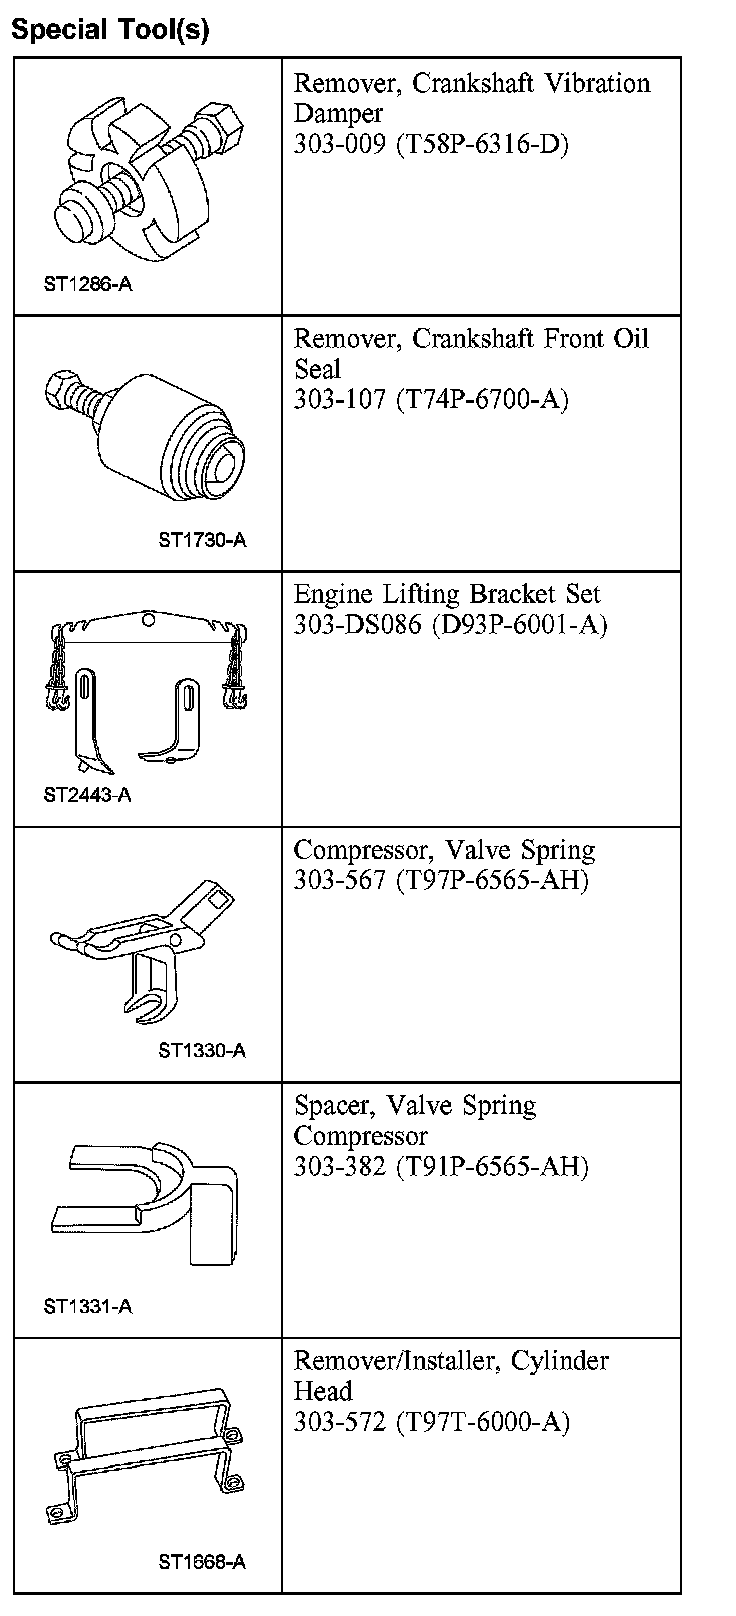 Special Tool(s)
Remover, Crankshaft Vibration
Damper
303-009 (T58P-6316-D)
ST1286-A
Remover, Crankshaft Front Oil
Seal
303-107 (T74P-6700-A)
ST1730-A
Engine Lifting Bracket Set
303-DS086 (D93P-6001-A)
ST2443-A
Compressor, Valve Spring
303-567 (T97P-6565-AH)
ST1330-A
Spacer, Valve Spring
Compressor
303-382 (T91P-6565-AH)
ST1331-A
Remover/Installer, Cylinder
Head
303-572 (T97T-6000-A)
ST1668-A